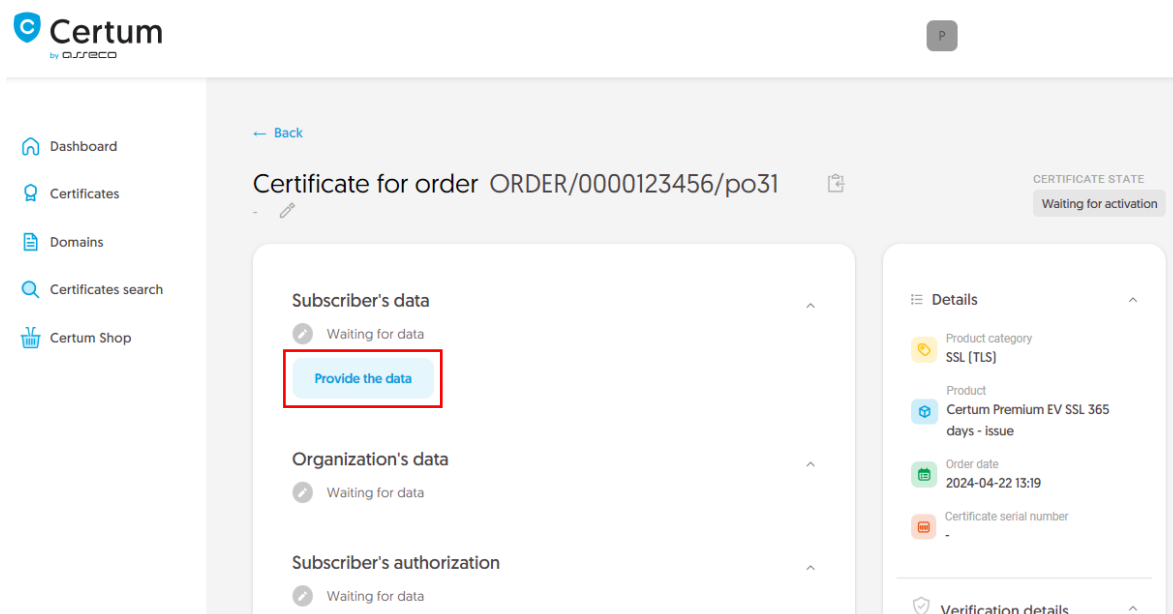 Certum
by asseco
P
Dashboard
Certificates
Domains
Certificates search
Certum Shop
← Back
Certificate for order ORDER/0000123456/po31
-
CERTIFICATE STATE
Waiting for activation
Subscriber's data
Waiting for data
Provide the data
Organization's data
Waiting for data
Subscriber's authorization
Waiting for data
Details
Product category
SSL (TLS)
Product
Certum Premium EV SSL 365
days - issue
Order date
2024-04-22 13:19
Certificate serial number
-
Verification details